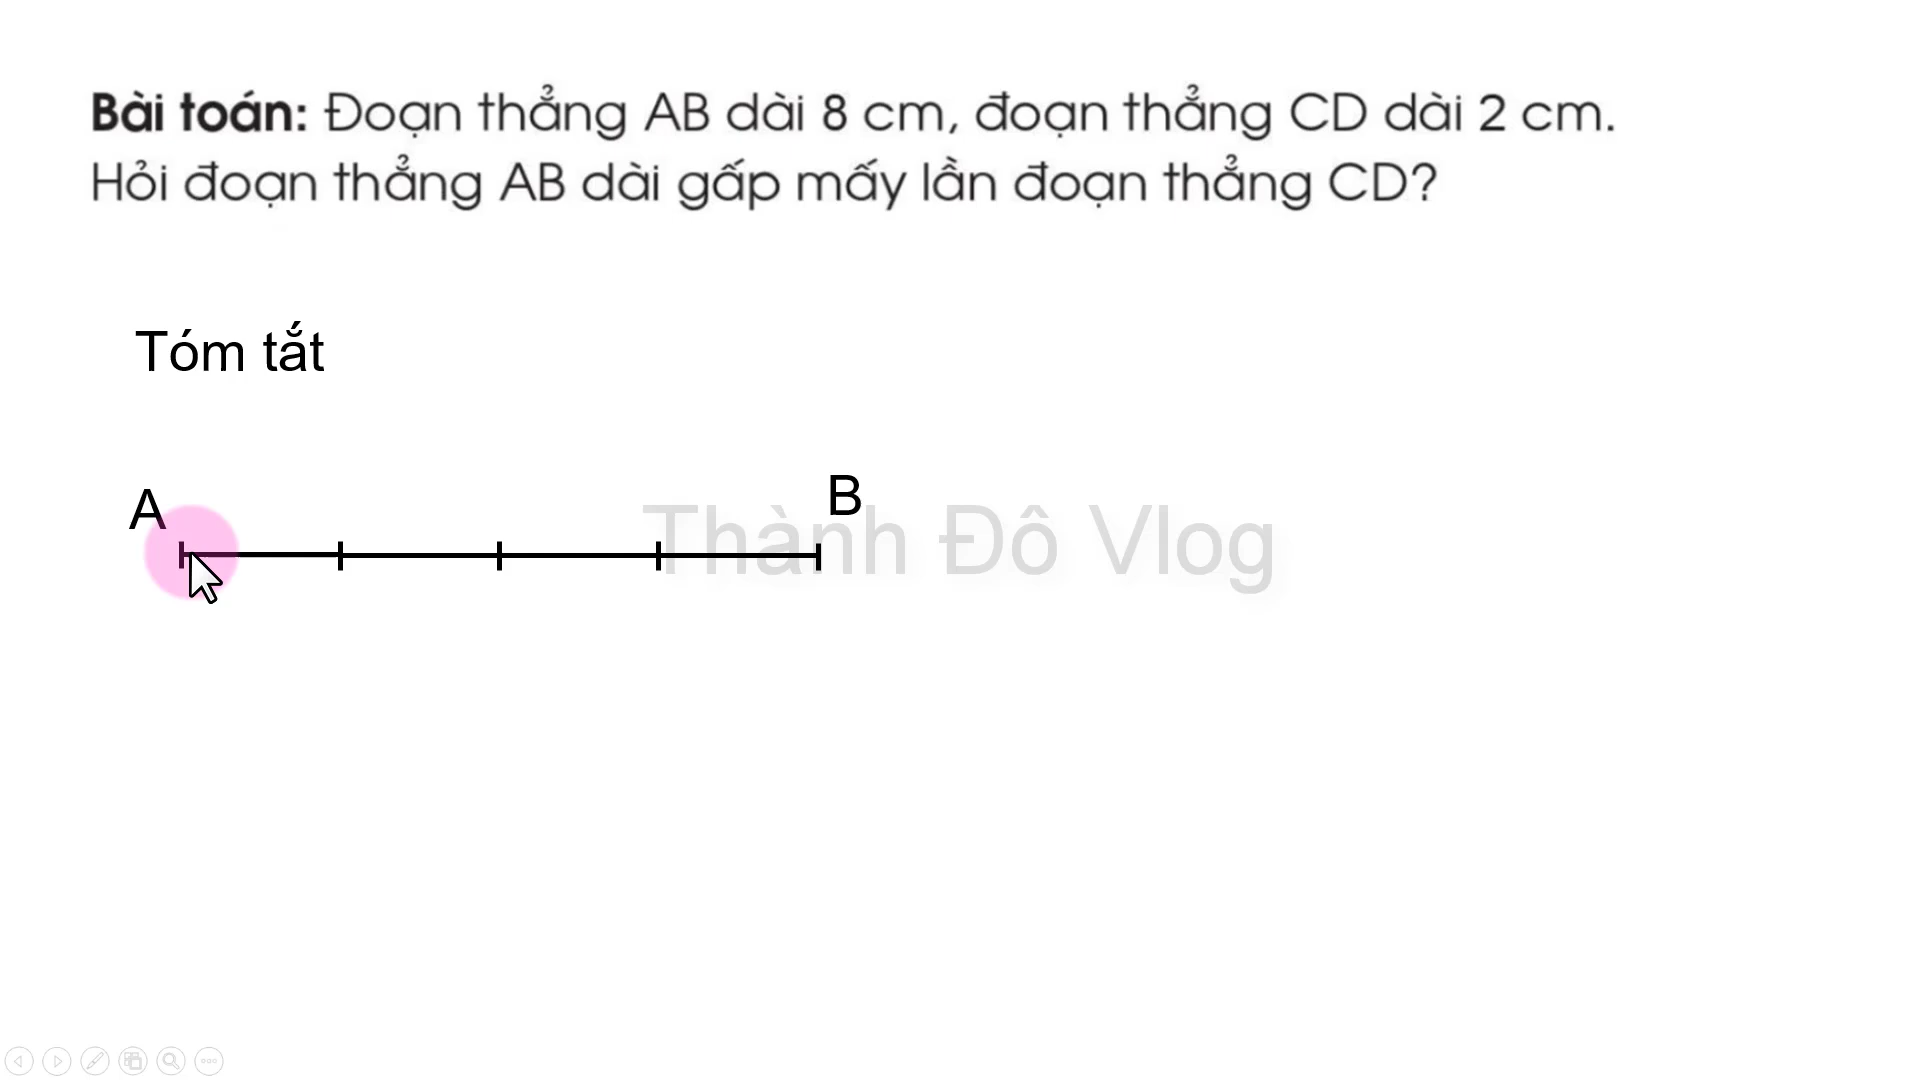 Bài toán: Đoạn thẳng AB dài 8 cm, đoạn thẳng CD dài 2 cm.
Hỏi đoạn thẳng AB dài gấp mấy lần đoạn thẳng CD?
Tóm tắt
A
B
Thành Đô Vlog